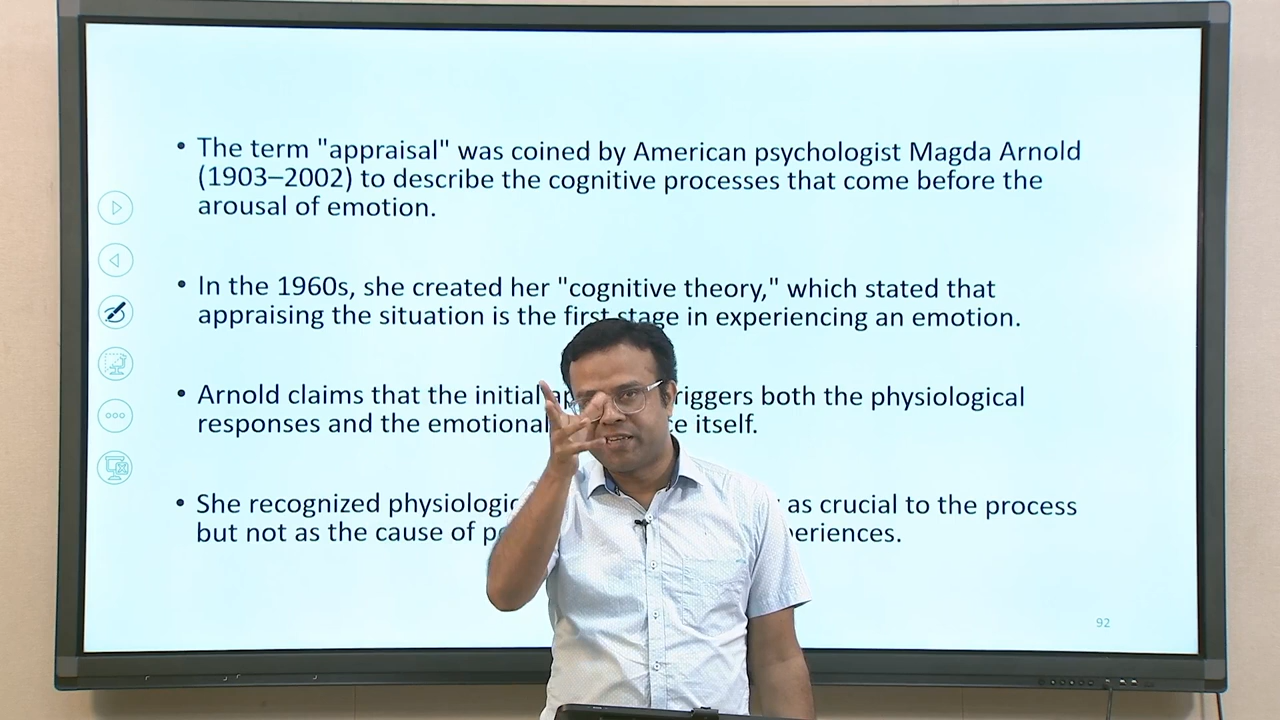 • The term "appraisal" was coined by American psychologist Magda Arnold
(1903–2002) to describe the cognitive processes that come before the
arousal of emotion.
• In the 1960s, she created her "cognitive theory," which stated that
appraising the situation is the first stage in experiencing an emotion.
• Arnold claims that the initial both the physiological
responses and the emotional itself.
• She recognized as crucial to the process
but not as the cause of
92